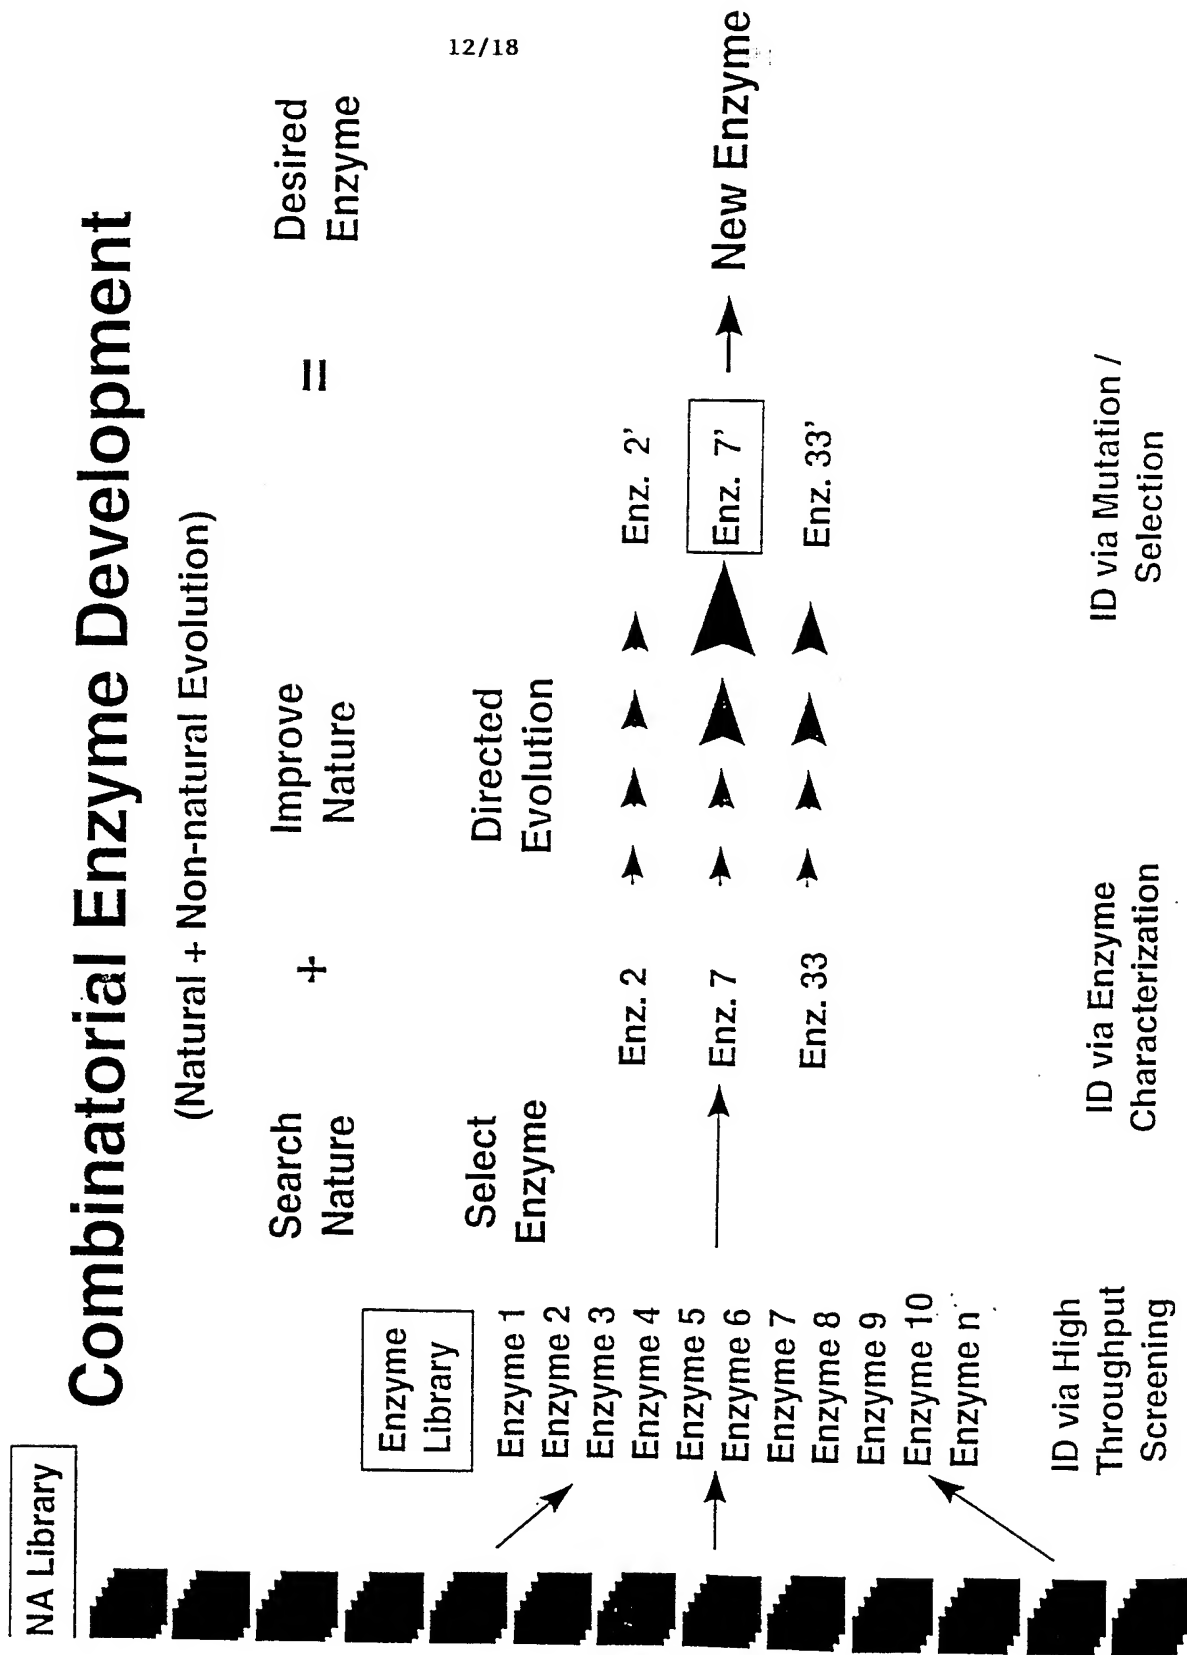 12/18
NA Library
Combinatorial Enzyme Development
(Natural + Non-natural Evolution)
Search
Nature
+
Improve
Nature
=
Desired
Enzyme
Enzyme
Library
Select
Enzyme
Directed
Evolution
Enzyme 1
Enzyme 2
Enzyme 3
Enzyme 4
Enzyme 5
Enzyme 6
Enzyme 7
Enzyme 8
Enzyme 9
Enzyme 10
Enzyme n
Enz. 2
Enz. 7
Enz. 33
Enz. 2'
Enz. 7'
Enz. 33'
New Enzyme
ID via High
Throughput
Screening
ID via Enzyme
Characterization
ID via Mutation /
Selection